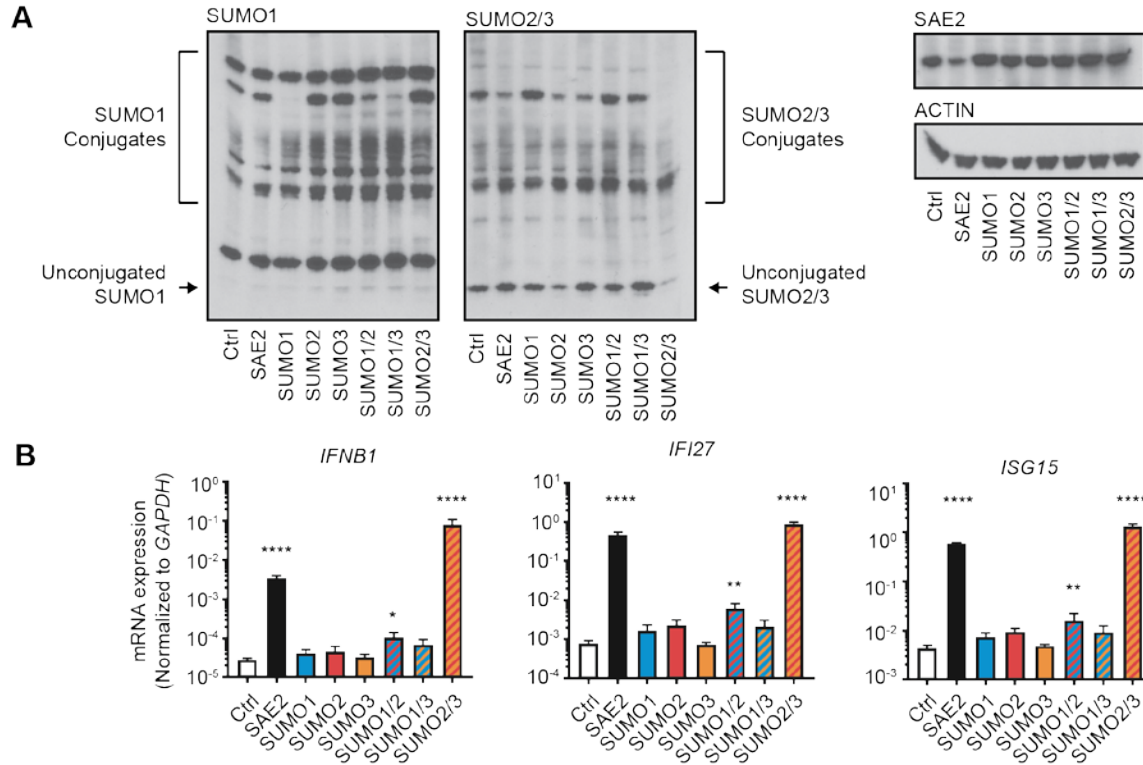 A
SUMO1
SUMO2/3
SAE2
ACTIN
SUMO1
Conjugates
SUMO2/3
Conjugates
Unconjugated
SUMO1
Unconjugated
SUMO2/3
Ctrl
SAE2
SUMO1
SUMO2
SUMO3
SUMO1/2
SUMO1/3
SUMO2/3
Ctrl
SAE2
SUMO1
SUMO2
SUMO3
SUMO1/2
SUMO1/3
SUMO2/3
Ctrl
SAE2
SUMO1
SUMO2
SUMO3
SUMO1/2
SUMO1/3
SUMO2/3
B
mRNA expression
(Normalized to GAPDH)
IFNB1
10⁰
10⁻¹
10⁻²
10⁻³
10⁻⁴
10⁻⁵
****
*
****
Ctrl
SAE2
SUMO1
SUMO2
SUMO3
SUMO1/2
SUMO1/3
SUMO2/3
IFI27
10¹
10⁰
10⁻¹
10⁻²
10⁻³
10⁻⁴
****
**
****
Ctrl
SAE2
SUMO1
SUMO2
SUMO3
SUMO1/2
SUMO1/3
SUMO2/3
ISG15
10¹
10⁰
10⁻¹
10⁻²
10⁻³
****
**
****
Ctrl
SAE2
SUMO1
SUMO2
SUMO3
SUMO1/2
SUMO1/3
SUMO2/3